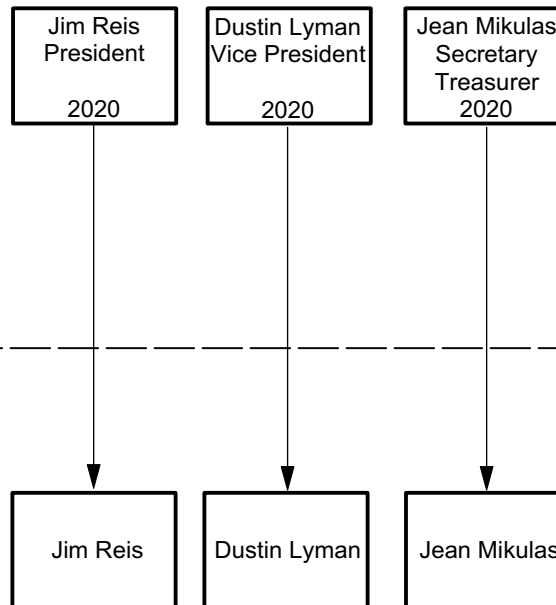 Jim Reis
President
2020
Dustin Lyman
Vice President
2020
Jean Mikulas
Secretary
Treasurer
2020
Jim Reis
Dustin Lyman
Jean Mikulas